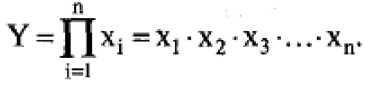 Y = ∏_{i=1}^{n} x_i = x_1 · x_2 · x_3 · ... · x_n.